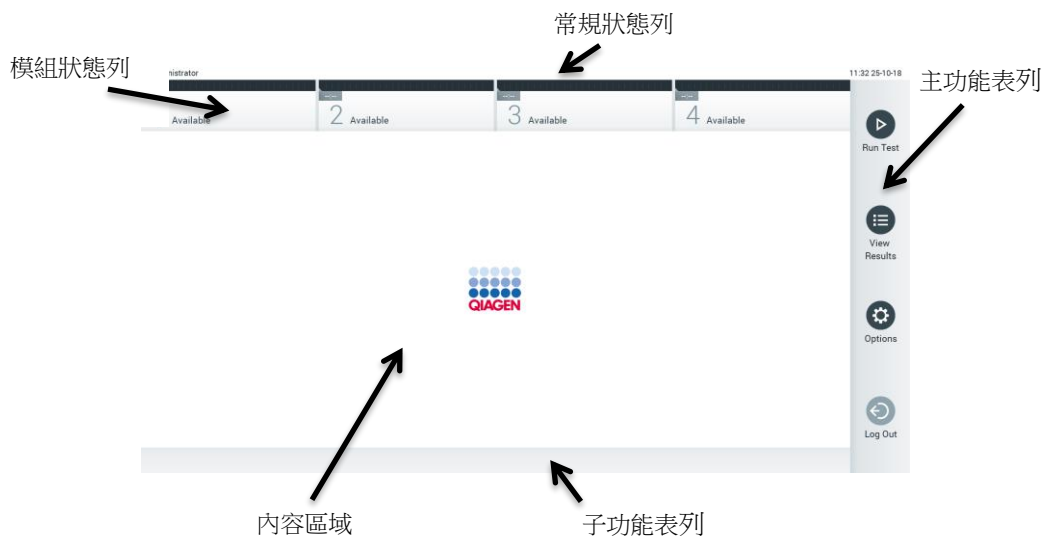 常規狀態列
模組狀態列
nistrator
11:32 25-10-18
主功能表列
Available
2 Available
3 Available
4 Available
Run Test
View
Results
QIAGEN
Options
Log Out
內容區域
子功能表列